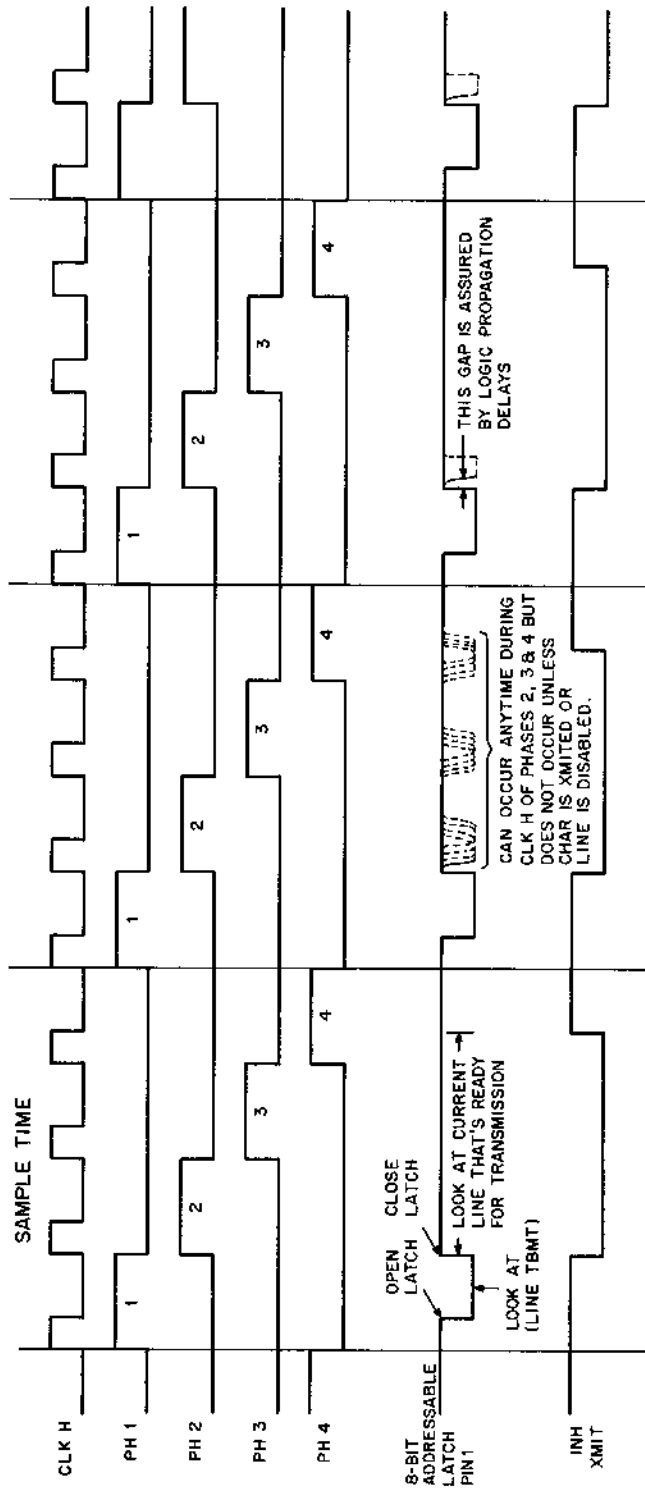 SAMPLE TIME
CLK H
PH 1
1
1
1
PH 2
2
2
2
PH 3
3
3
3
PH 4
4
4
4
8-BIT
ADDRESSABLE
LATCH
PIN 1
OPEN
LATCH
CLOSE
LATCH
LOOK AT CURRENT
LINE THAT'S READY
FOR TRANSMISSION
LOOK AT
(LINE TBMT)
CAN OCCUR ANYTIME DURING
CLK H OF PHASES 2, 3 & 4 BUT
DOES NOT OCCUR UNLESS
CHAR IS XMITED OR
LINE IS DISABLED.
THIS GAP IS ASSURED
BY LOGIC PROPAGATION
DELAYS
INH
XMIT